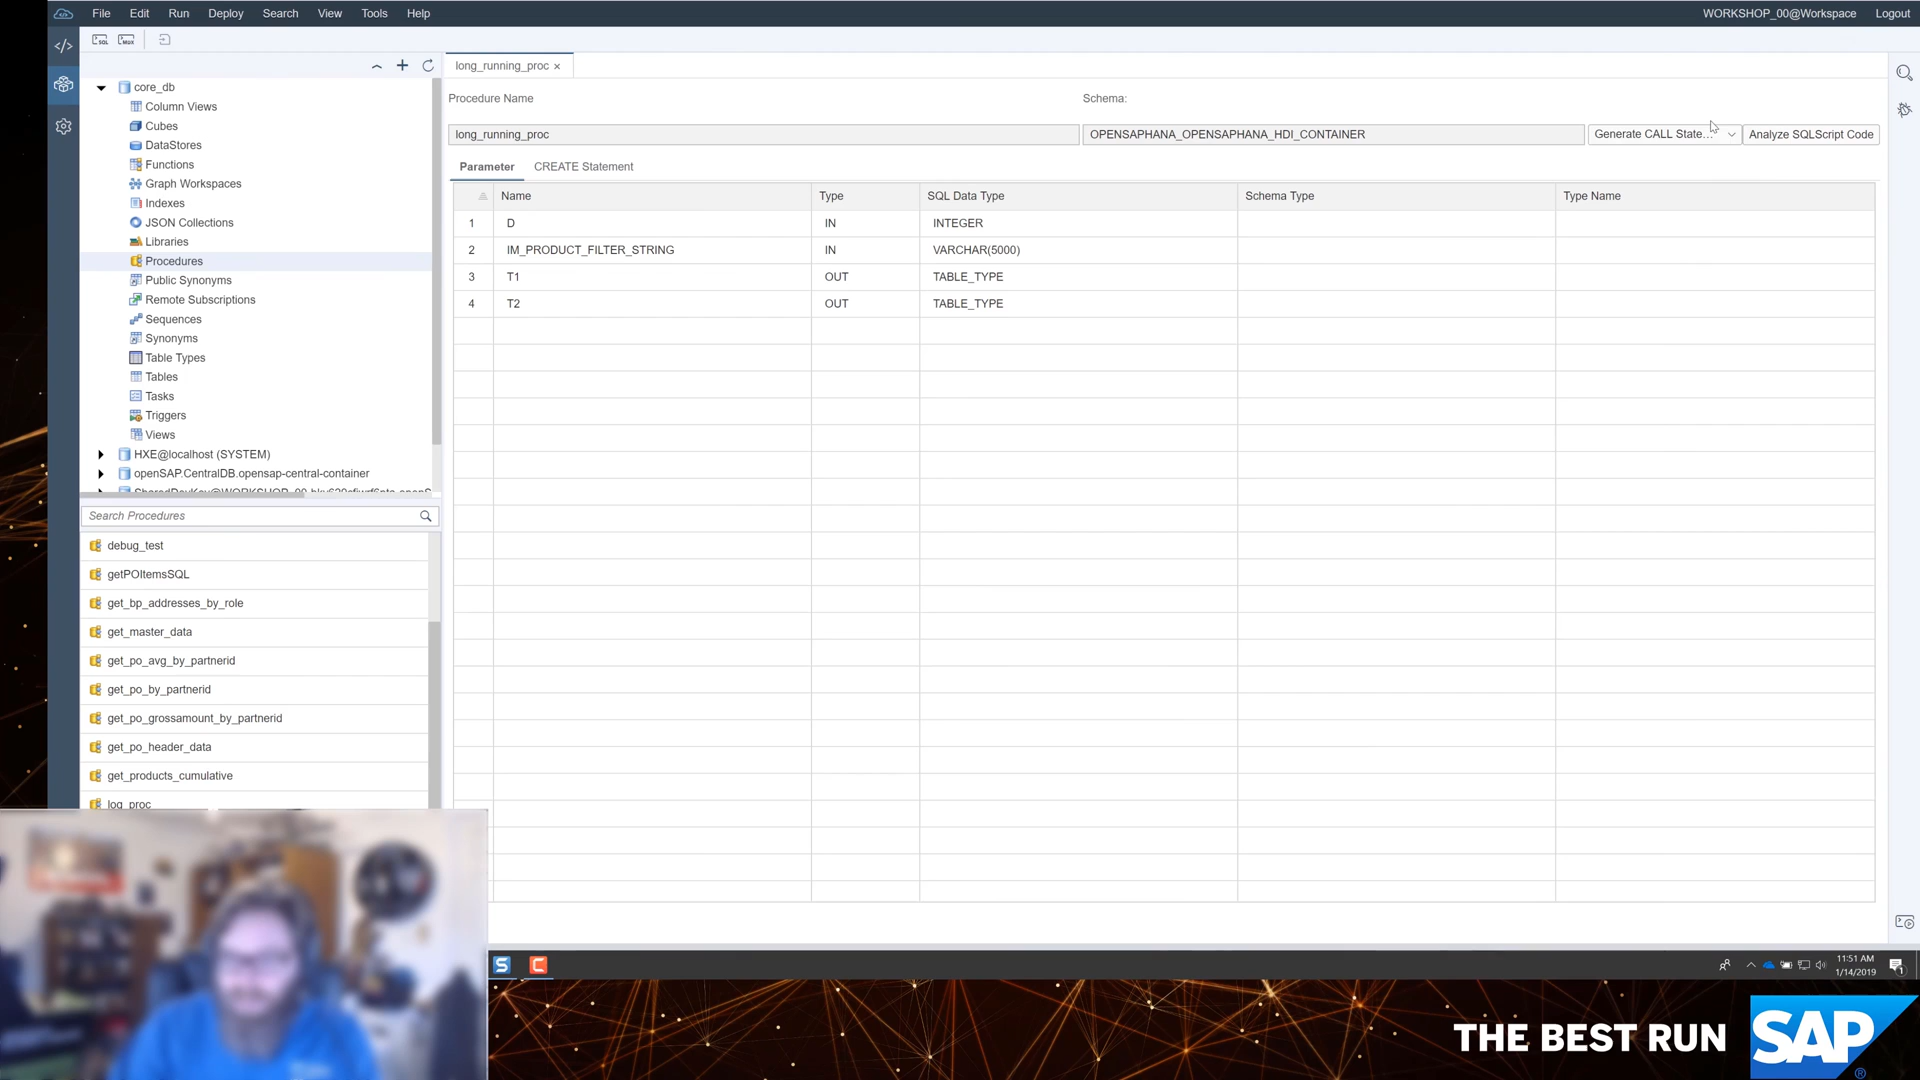 File Edit Run Deploy Search View Tools Help WORKSHOP_00@Workspace Logout
long_running_proc ×
Procedure Name Schema:
long_running_proc OPENSAPHANA_OPENSAPHANA_HDI_CONTAINER Generate CALL State... Analyze SQLScript Code
Parameter CREATE Statement
Name Type SQL Data Type Schema Type Type Name
1 D IN INTEGER
2 IM_PRODUCT_FILTER_STRING IN VARCHAR(5000)
3 T1 OUT TABLE_TYPE
4 T2 OUT TABLE_TYPE
core_db
Column Views
Cubes
DataStores
Functions
Graph Workspaces
Indexes
JSON Collections
Libraries
Procedures
Public Synonyms
Remote Subscriptions
Sequences
Synonyms
Table Types
Tables
Tasks
Triggers
Views
HXE@localhost (SYSTEM)
openSAP.CentralDB.opensap-central-container
Search Procedures
debug_test
getPOItemsSQL
get_bp_addresses_by_role
get_master_data
get_po_avg_by_partnerid
get_po_by_partnerid
get_po_grossamount_by_partnerid
get_po_header_data
get_products_cumulative
log_proc
11:51 AM
1/14/2019
THE BEST RUN SAP